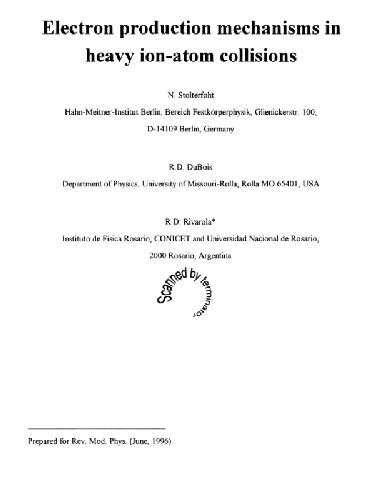 Electron production mechanisms in
heavy ion-atom collisions
N. Stolterfoht
Hahn-Meitner-Institut Berlin, Bereich Festkörperphysik, Glienickerstr. 100,
D-14109 Berlin, Germany
R.D. DuBois
Department of Physics, University of Missouri-Rolla, Rolla MO 65401, USA
R.D. Rivarola*
Instituto de Física Rosario, CONICET and Universidad Nacional de Rosario,
2000 Rosario, Argentina
Scanned by terminator
Prepared for Rev. Mod. Phys. (June, 1996)